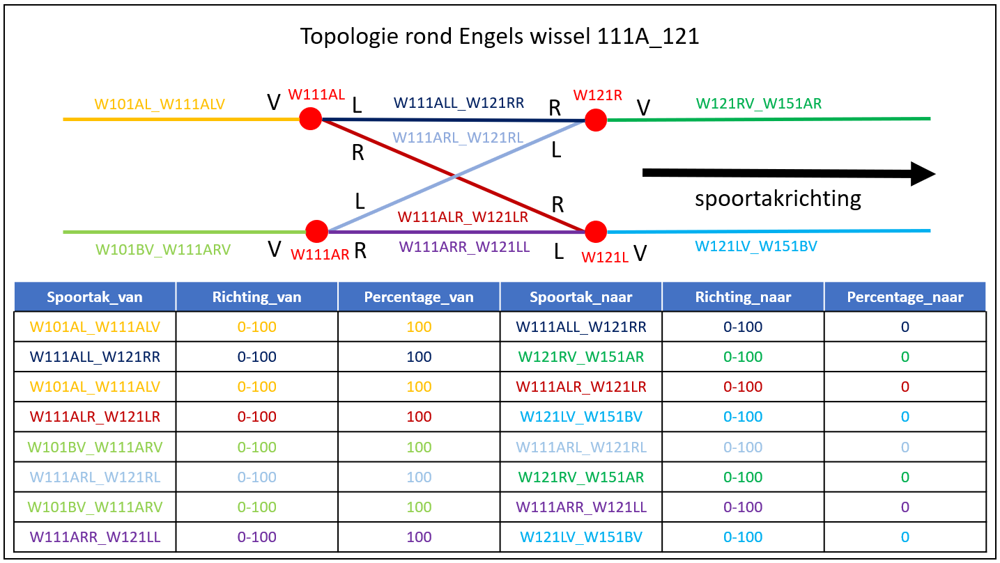 Topologie rond Engels wissel 111A_121
W101AL_W111ALV
V
W111AL
L
W111ALL_W121RR
R
W121R
V
W121RV_W151AR
W111ARL_W121RL
R
L
spoortakrichting
L
R
W111ALR_W121LR
W101BV_W111ARV
V
W111AR
R
W111ARR_W121LL
L
W121L
V
W121LV_W151BV
Spoortak_van Richting_van Percentage_van Spoortak_naar Richting_naar Percentage_naar
W101AL_W111ALV 0-100 100 W111ALL_W121RR 0-100 0
W111ALL_W121RR 0-100 100 W121RV_W151AR 0-100 0
W101AL_W111ALV 0-100 100 W111ALR_W121LR 0-100 0
W111ALR_W121LR 0-100 100 W121LV_W151BV 0-100 0
W101BV_W111ARV 0-100 100 W111ARL_W121RL 0-100 0
W111ARL_W121RL 0-100 100 W121RV_W151AR 0-100 0
W101BV_W111ARV 0-100 100 W111ARR_W121LL 0-100 0
W111ARR_W121LL 0-100 100 W121LV_W151BV 0-100 0